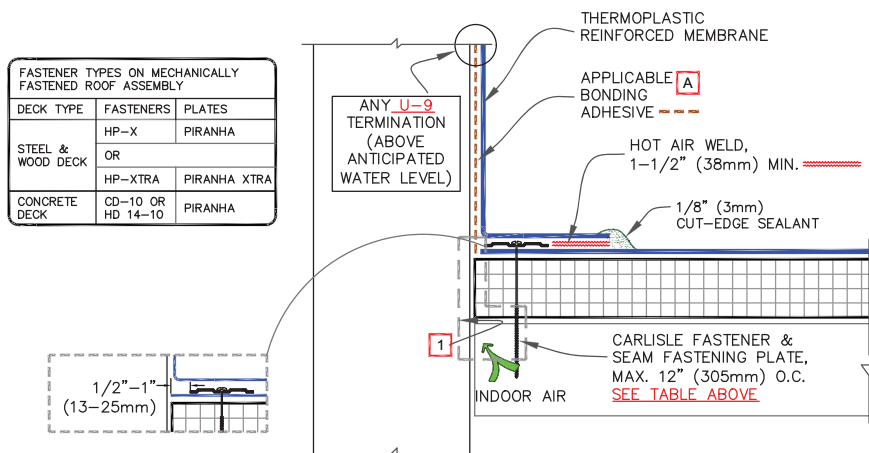 FASTENER TYPES ON MECHANICALLY
FASTENED ROOF ASSEMBLY
DECK TYPE FASTENERS PLATES
STEEL &
WOOD DECK
HP-X PIRANHA
OR
HP-XTRA PIRANHA XTRA
CONCRETE
DECK
CD-10 OR
HD 14-10
PIRANHA
ANY U-9
TERMINATION
(ABOVE
ANTICIPATED
WATER LEVEL)
THERMOPLASTIC
REINFORCED MEMBRANE
APPLICABLE A
BONDING
ADHESIVE
HOT AIR WELD,
1-1/2" (38mm) MIN.
1/8" (3mm)
CUT-EDGE SEALANT
1
INDOOR AIR
CARLISLE FASTENER &
SEAM FASTENING PLATE,
MAX. 12" (305mm) O.C.
SEE TABLE ABOVE
1/2"-1"
(13-25mm)